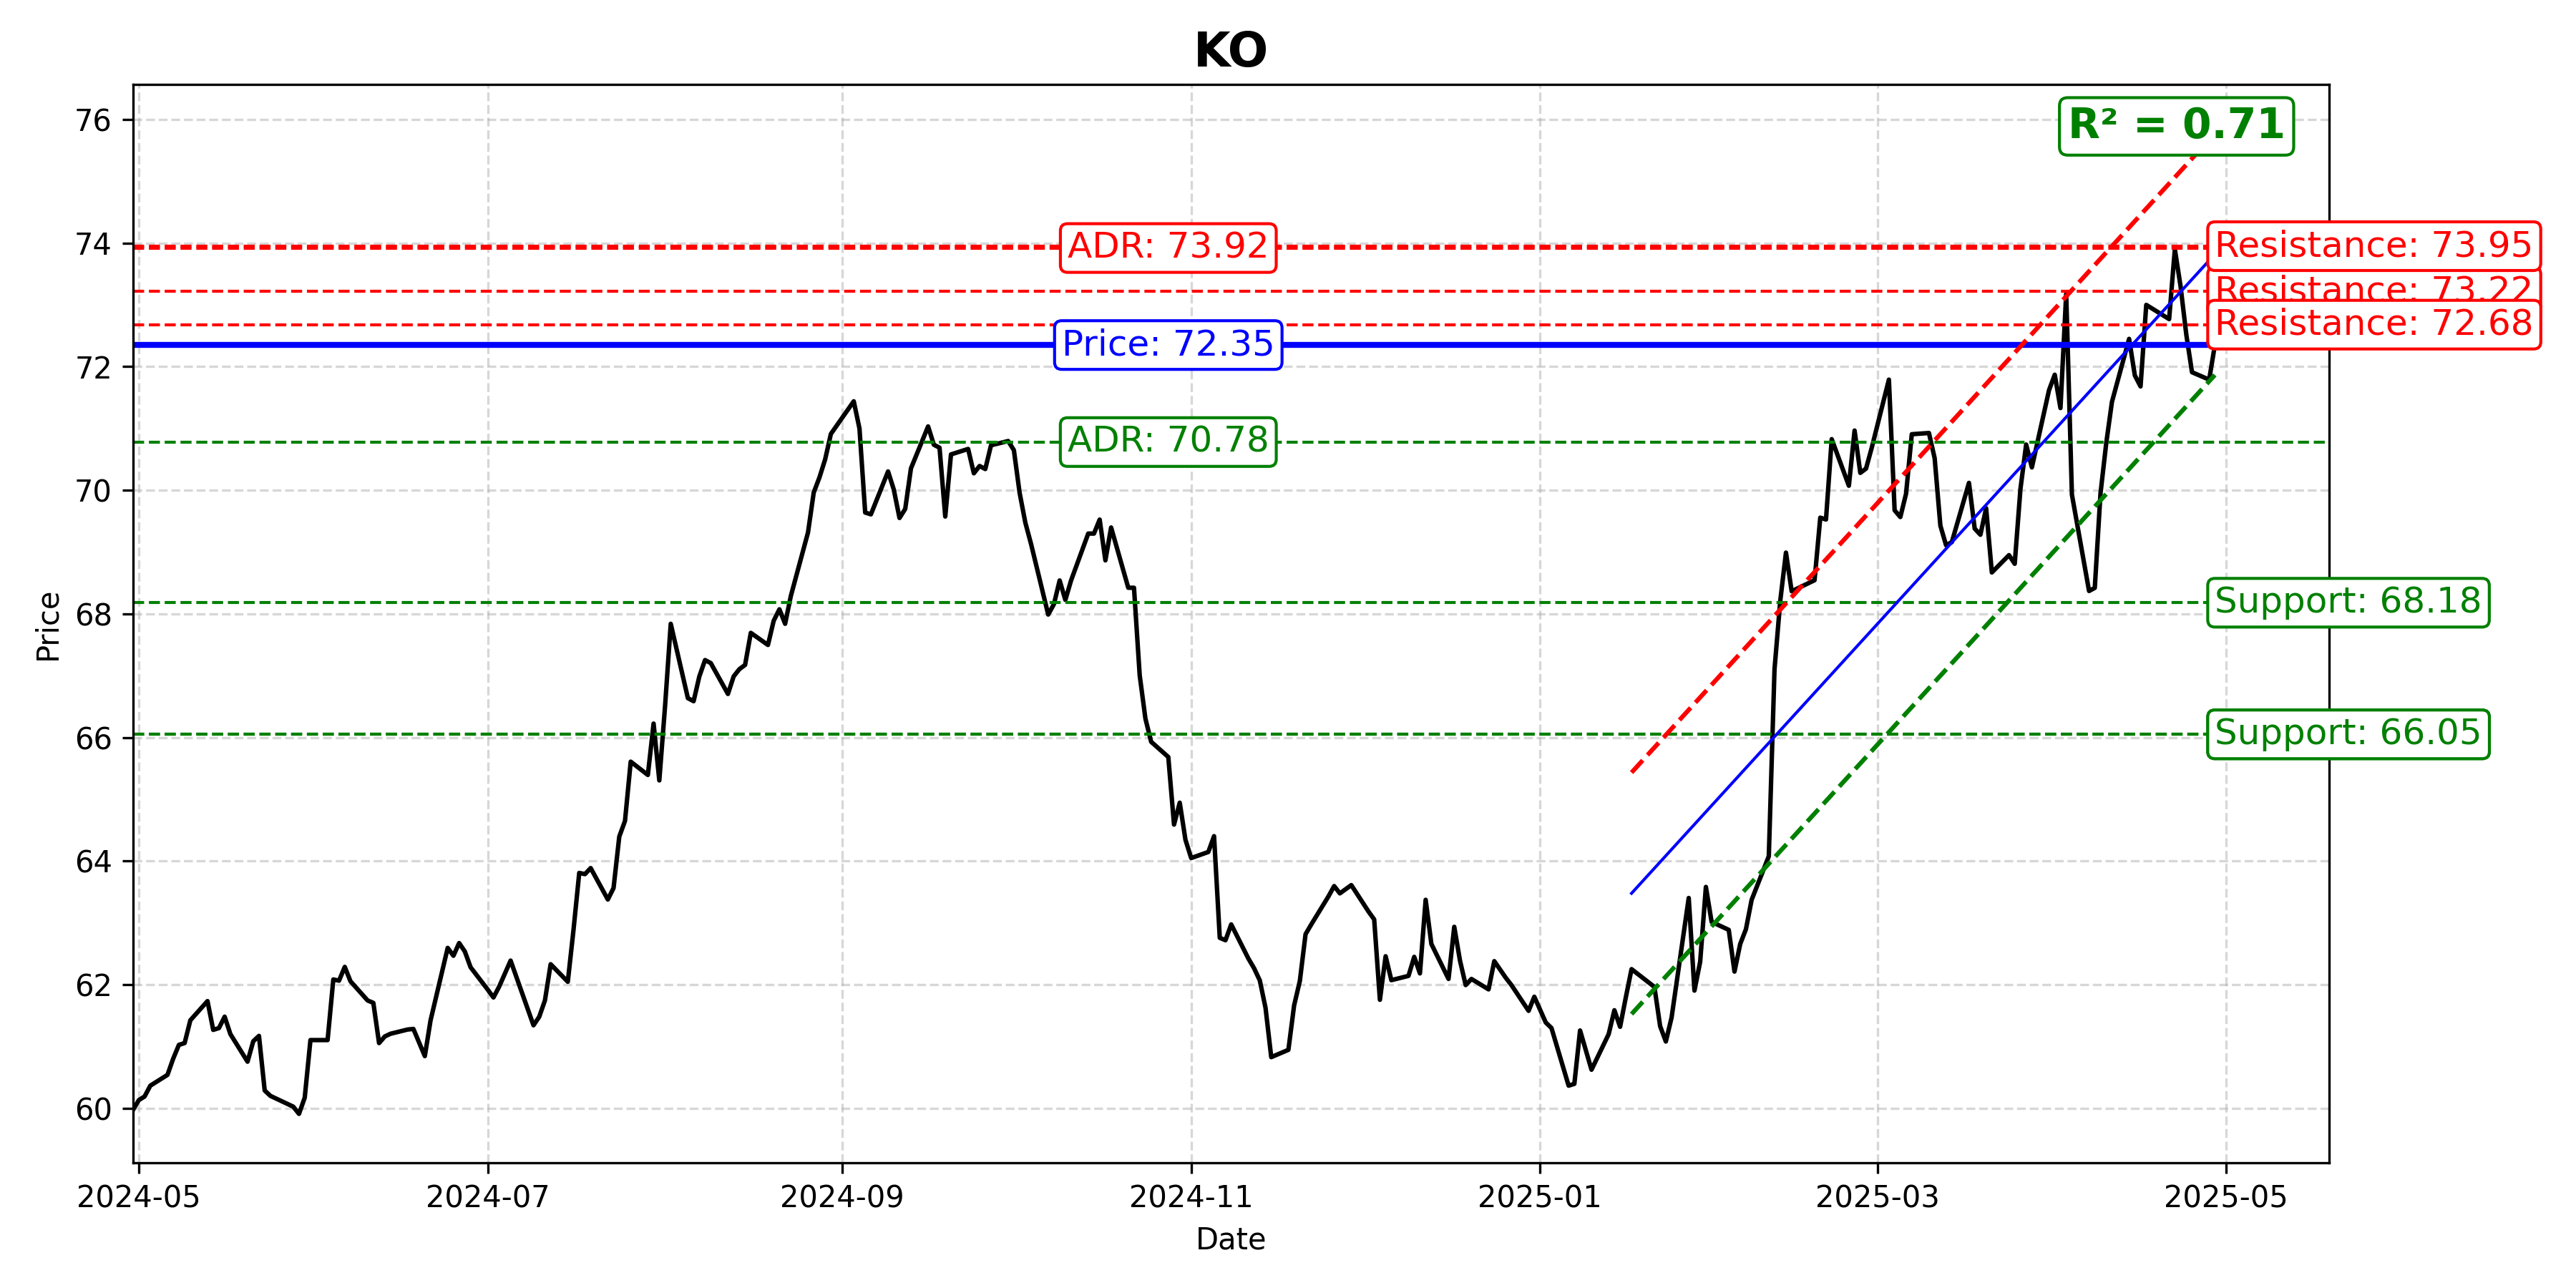 KO
R² = 0.71
76
74
72
70
68
66
64
62
60
Price
ADR: 73.92
Price: 72.35
ADR: 70.78
Resistance: 73.95
Resistance: 73.22
Resistance: 72.68
Support: 68.18
Support: 66.05
2024-05
2024-07
2024-09
2024-11
2025-01
2025-03
2025-05
Date